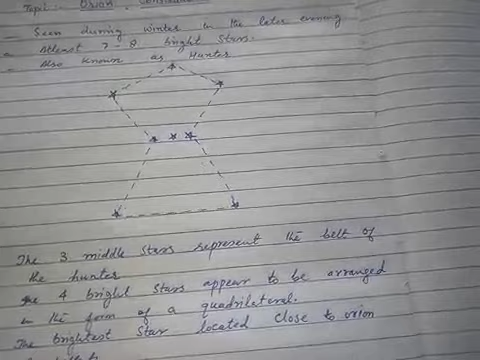 Topic - Orion
- Seen during winter in the later evening
- Atleast 7-8 bright stars.
- Also known as Hunter
The 3 middle stars represent the belt of
the hunter
The 4 bright stars appear to be arranged
in the form of a quadrilateral.
The brightest star located close to orion